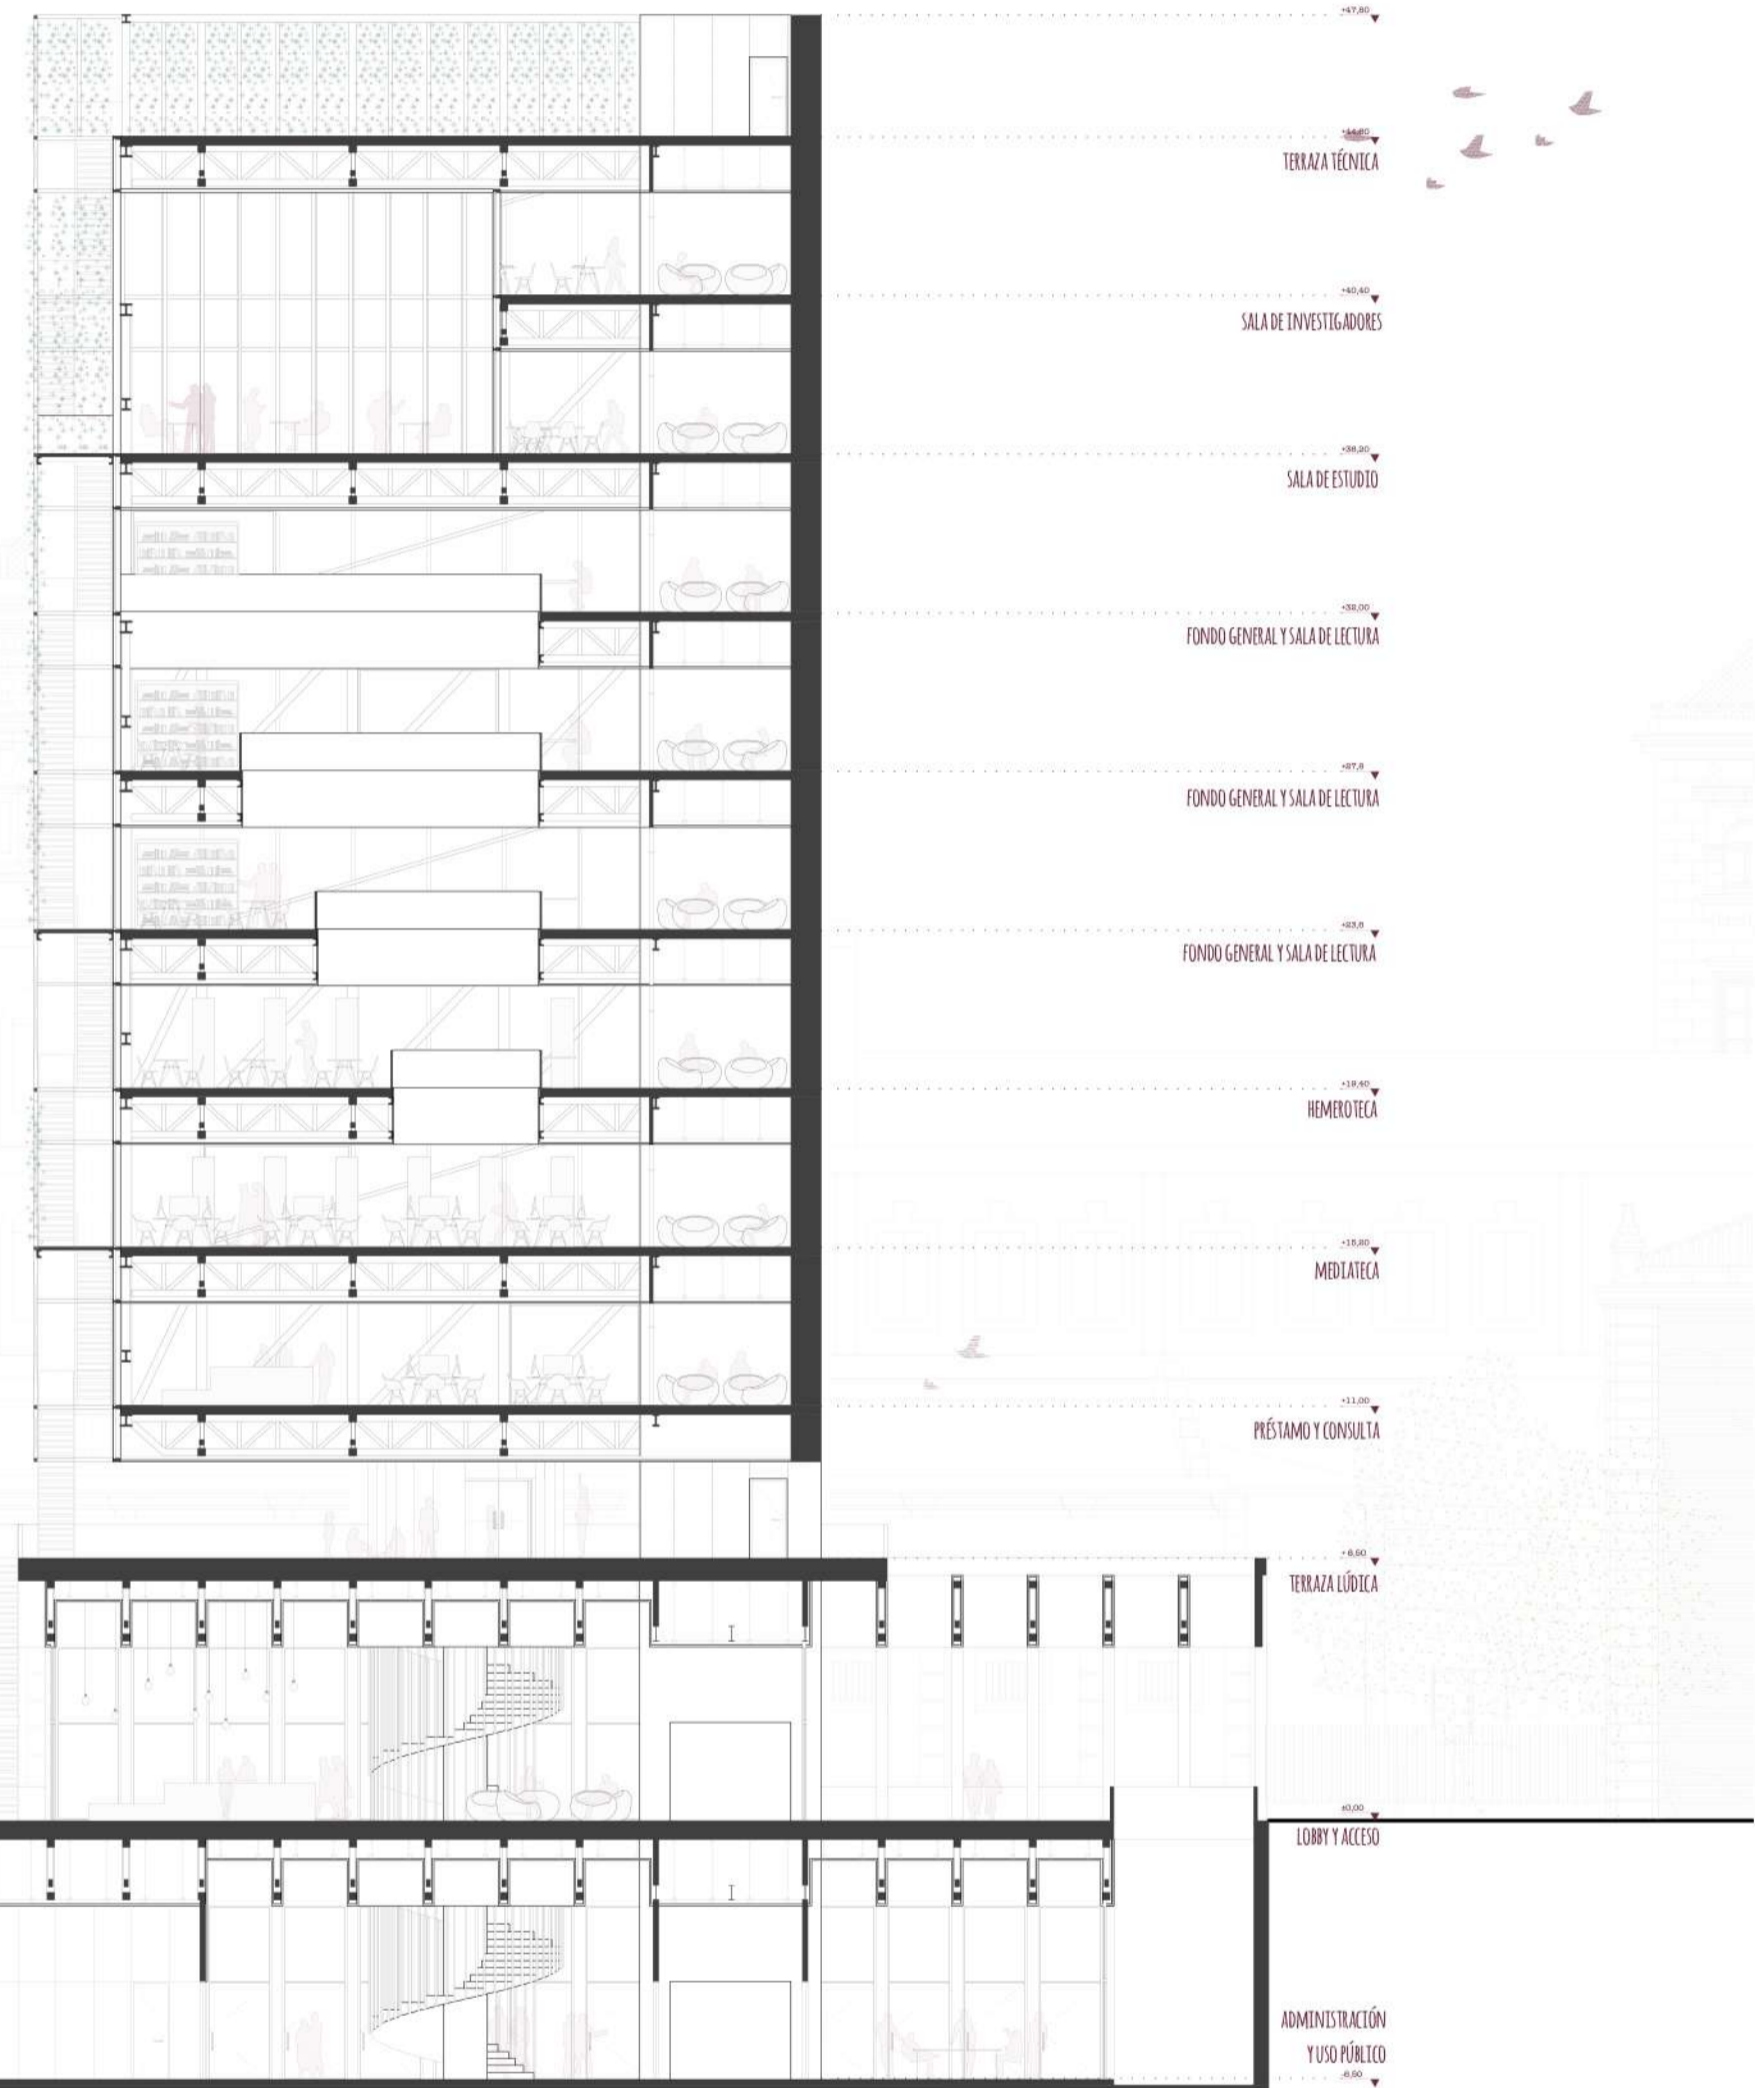 +47,80
+44,80
TERRAZA TÉCNICA
+40,40
SALA DE INVESTIGADORES
+36,20
SALA DE ESTUDIO
+32,00
FONDO GENERAL Y SALA DE LECTURA
+27,8
FONDO GENERAL Y SALA DE LECTURA
+23,6
FONDO GENERAL Y SALA DE LECTURA
+19,40
HEMEROTECA
+15,20
MEDIATECA
+11,00
PRÉSTAMO Y CONSULTA
+6,50
TERRAZA LÚDICA
±0,00
LOBBY Y ACCESO
ADMINISTRACIÓN
Y USO PÚBLICO
-6,50